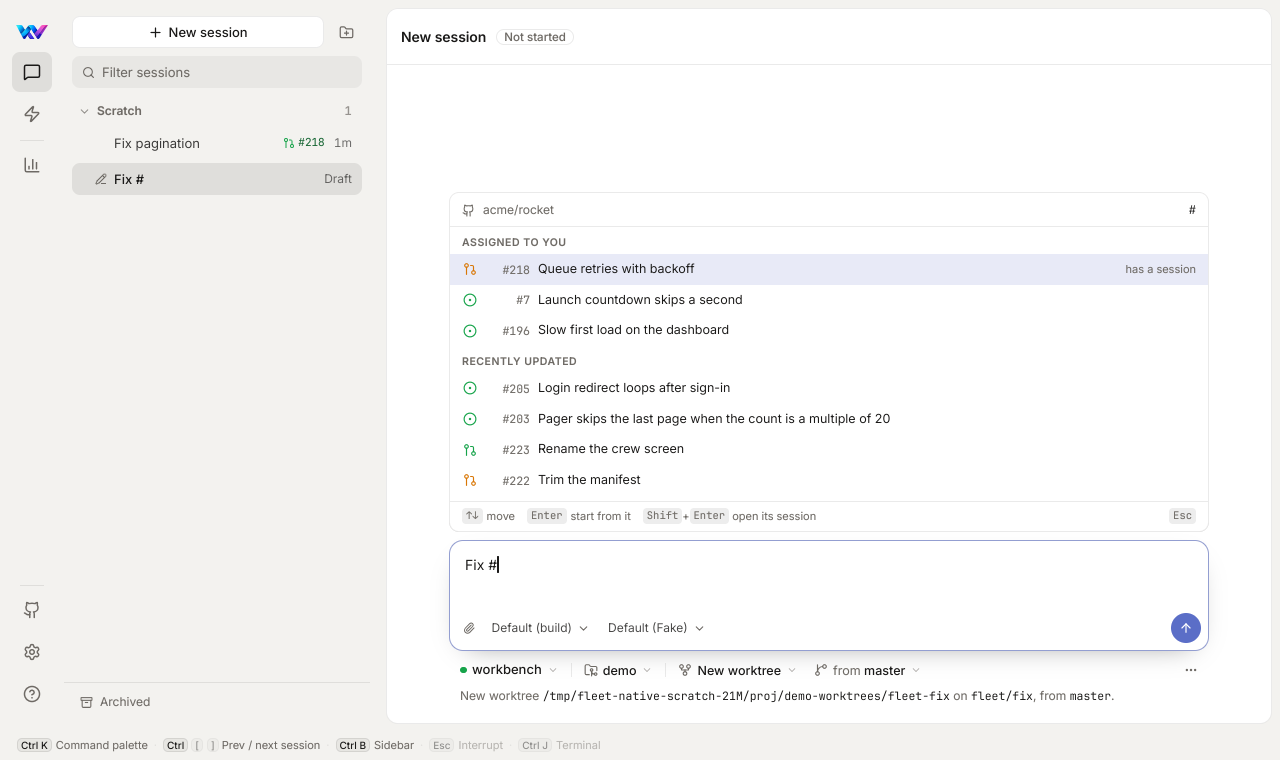 New session
Filter sessions
Scratch 1
Fix pagination #218 1m
Fix # Draft
Archived
New session Not started
acme/rocket #
ASSIGNED TO YOU
#218 Queue retries with backoff has a session
#7 Launch countdown skips a second
#196 Slow first load on the dashboard
RECENTLY UPDATED
#205 Login redirect loops after sign-in
#203 Pager skips the last page when the count is a multiple of 20
#223 Rename the crew screen
#222 Trim the manifest
↑↓ move Enter start from it Shift+Enter open its session Esc
Fix #
Default (build) Default (Fake)
workbench demo New worktree from master
New worktree /tmp/fleet-native-scratch-21M/proj/demo-worktrees/fleet-fix on fleet/fix, from master.
Ctrl K Command palette · Ctrl [ ] Prev / next session · Ctrl B Sidebar · Esc Interrupt · Ctrl J Terminal